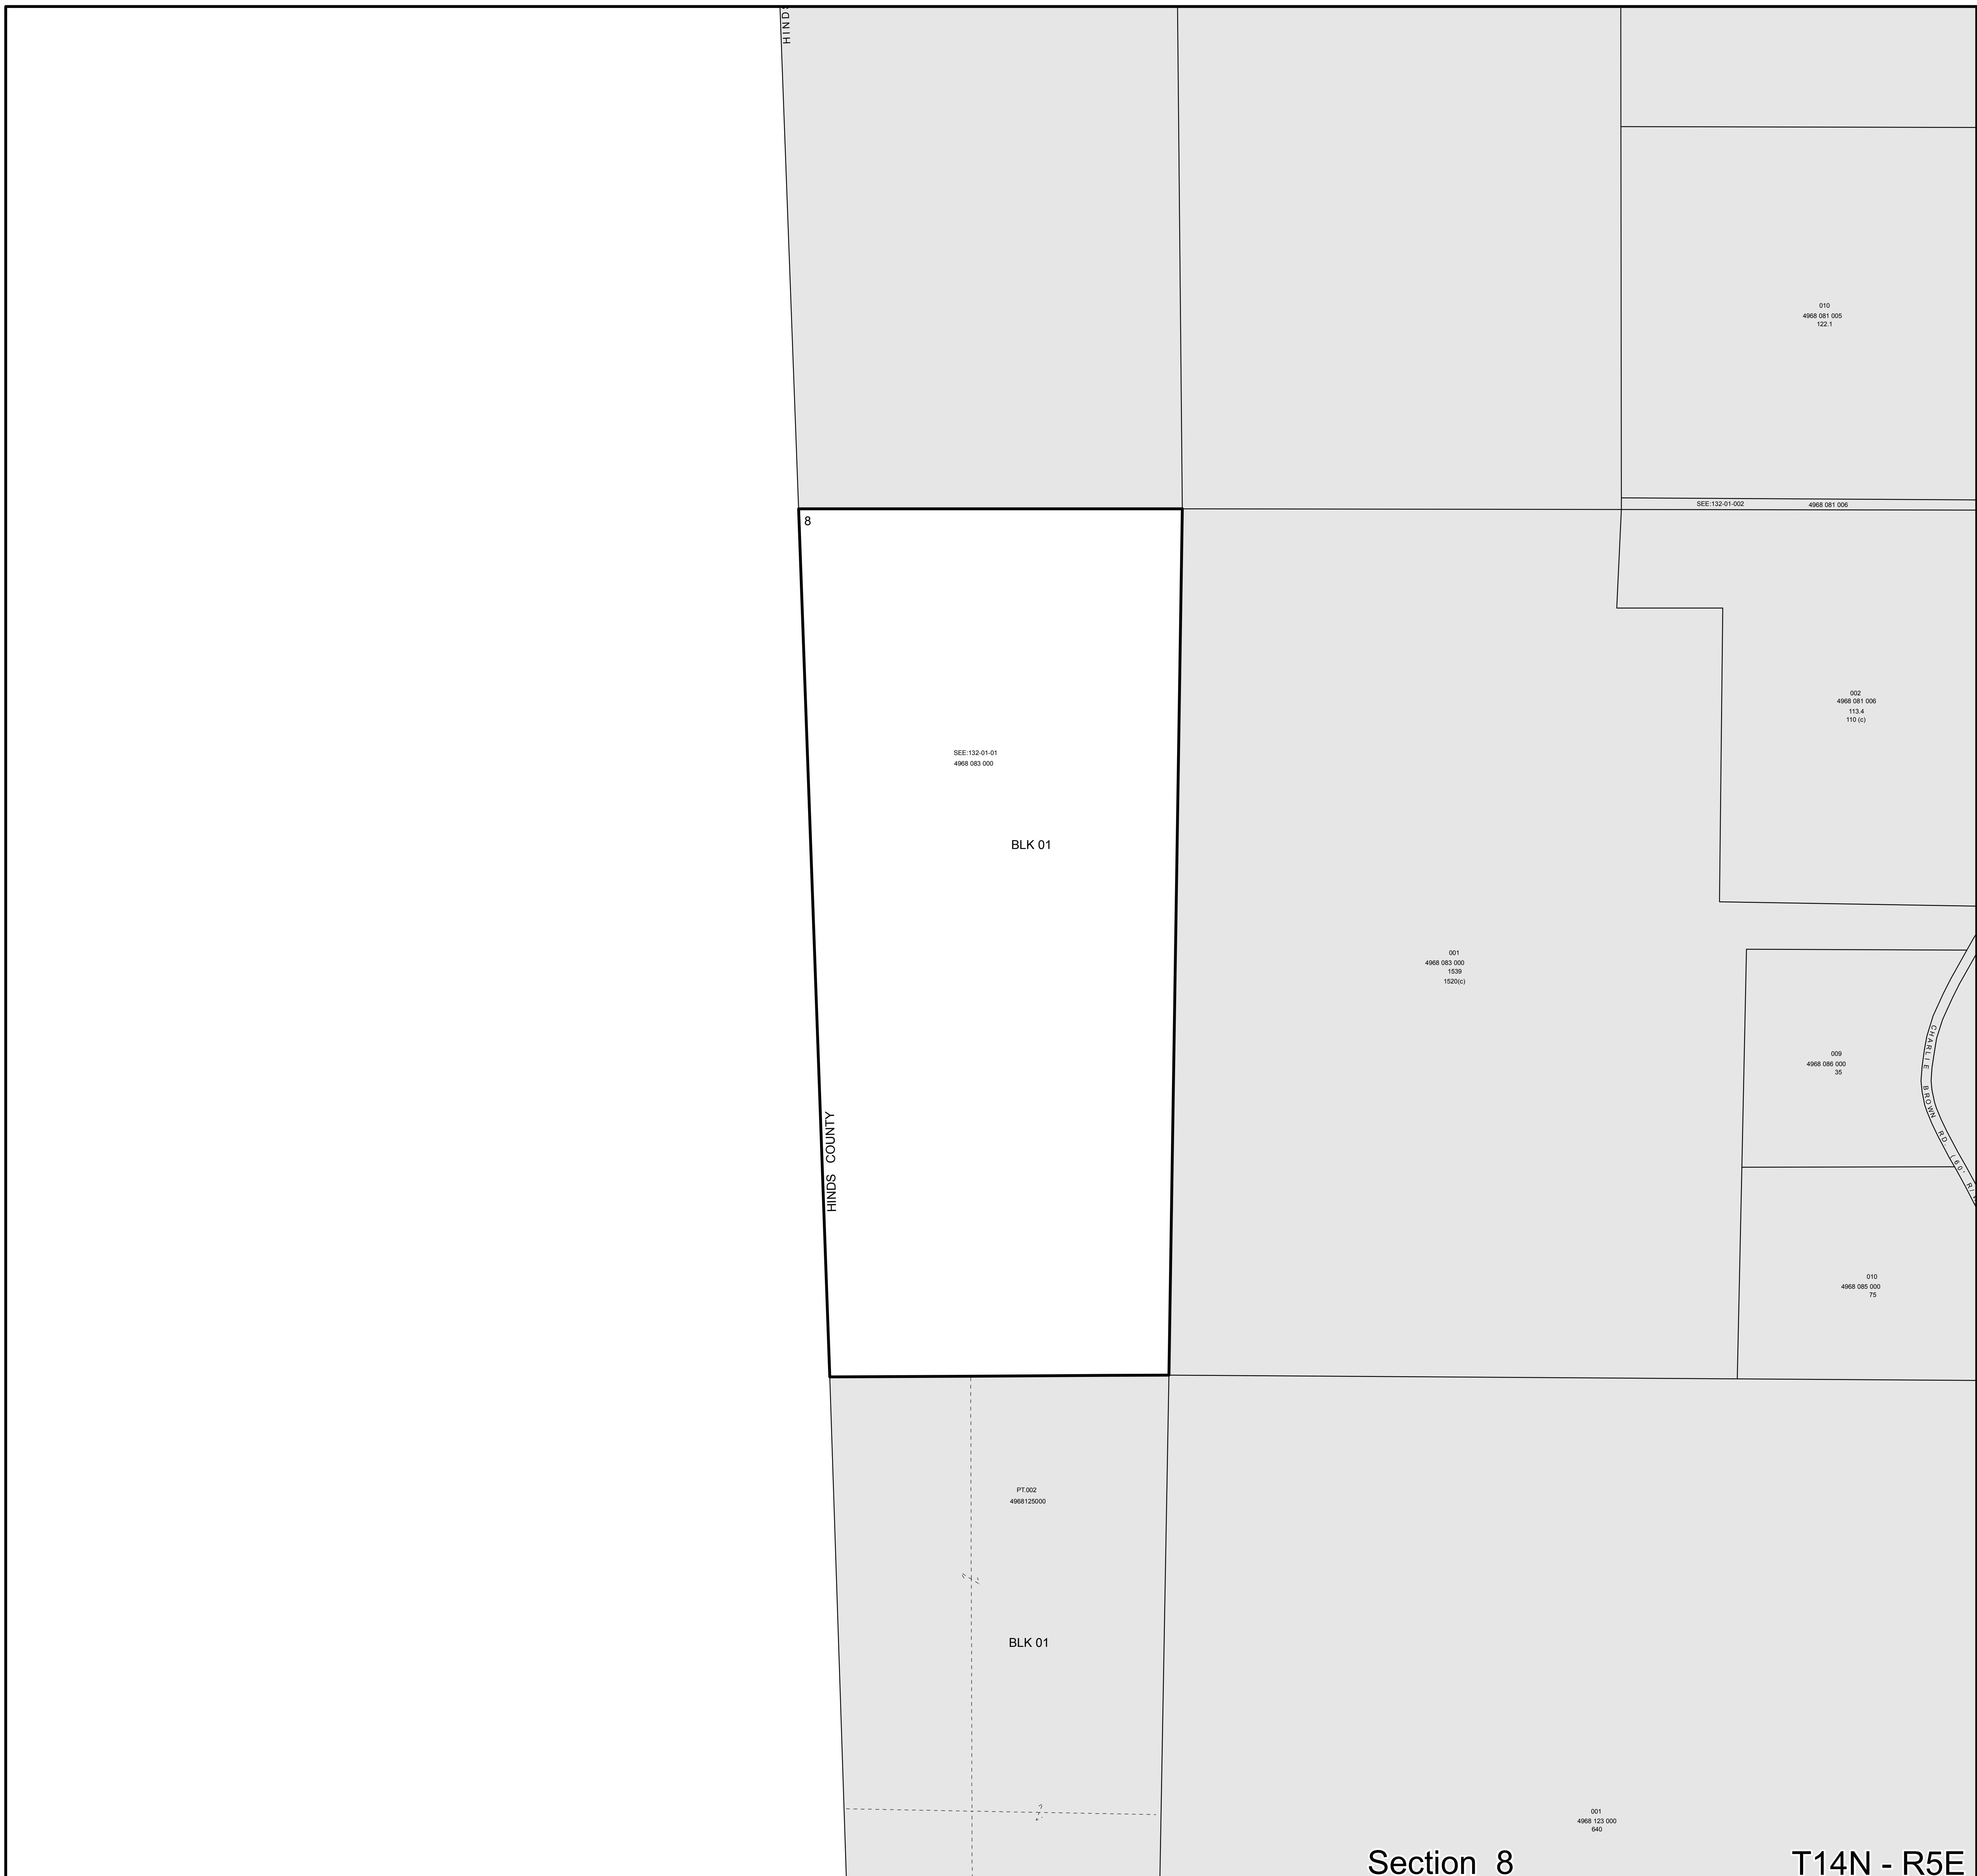 HINDS
010
4968 081 005
122.1
SEE:132-01-002
4968 081 006
8
002
4968 081 006
113.4
110 (c)
SEE:132-01-01
4968 083 000
BLK 01
001
4968 083 000
1539
1520(c)
009
4968 086 000
35
CHARLIE BROWN RD. (60' R/
HINDS COUNTY
010
4968 085 000
75
PT.002
4968125000
BLK 01
001
4968 123 000
640
Section 8
T14N - R5E